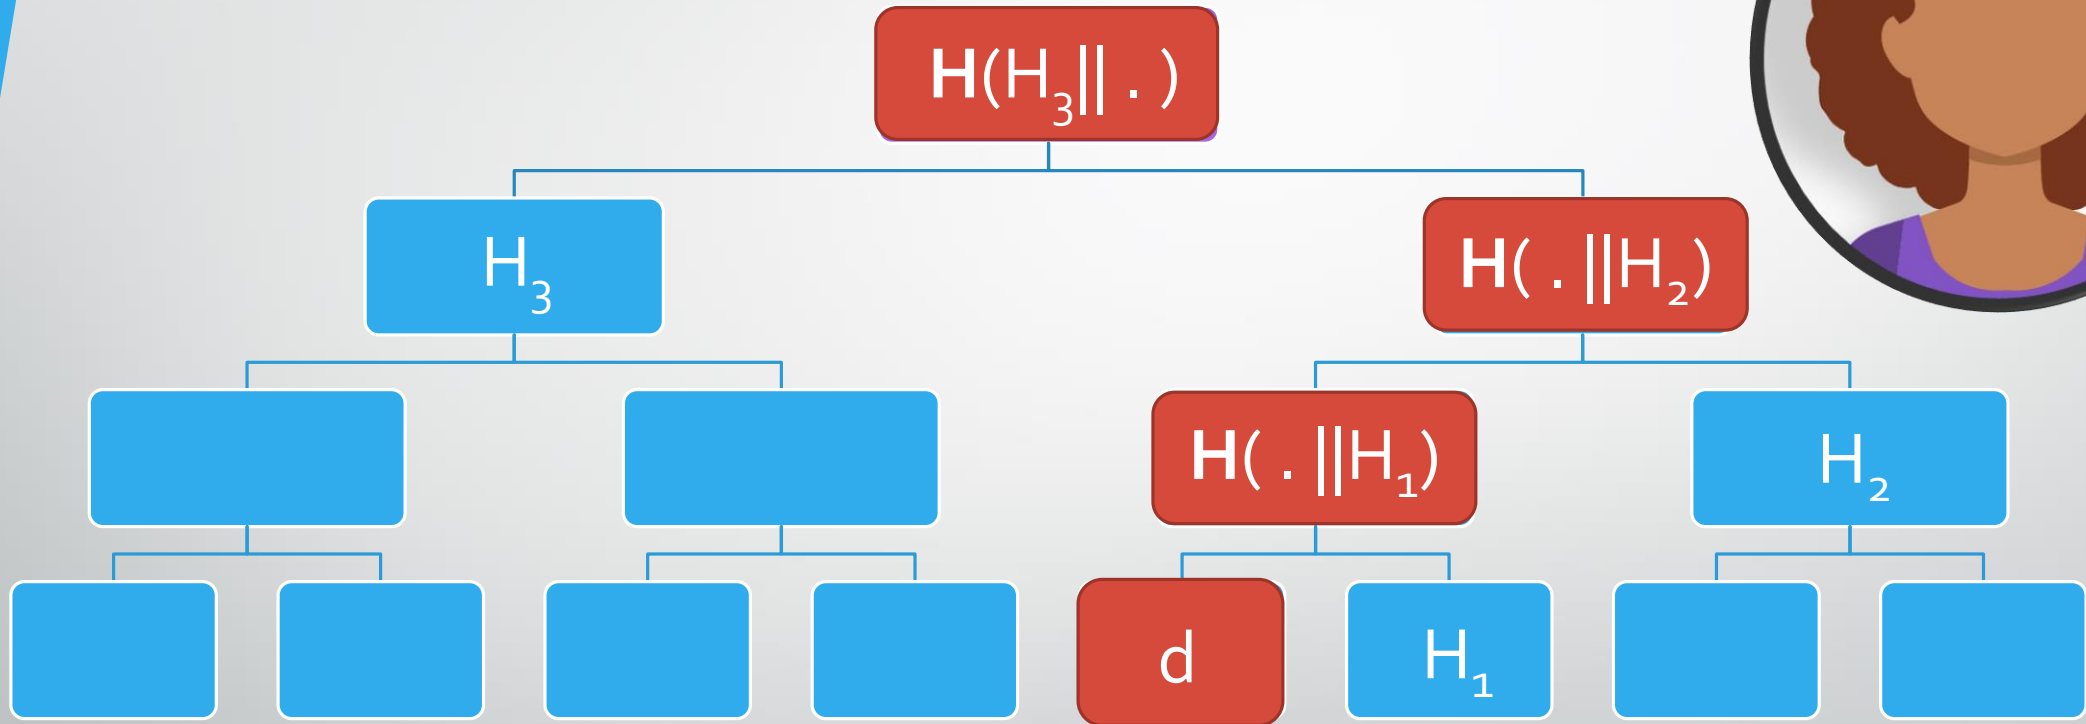 H(H₃|| . )
H₃
H( . ||H₂)
H( . ||H₁)
H₂
d
H₁